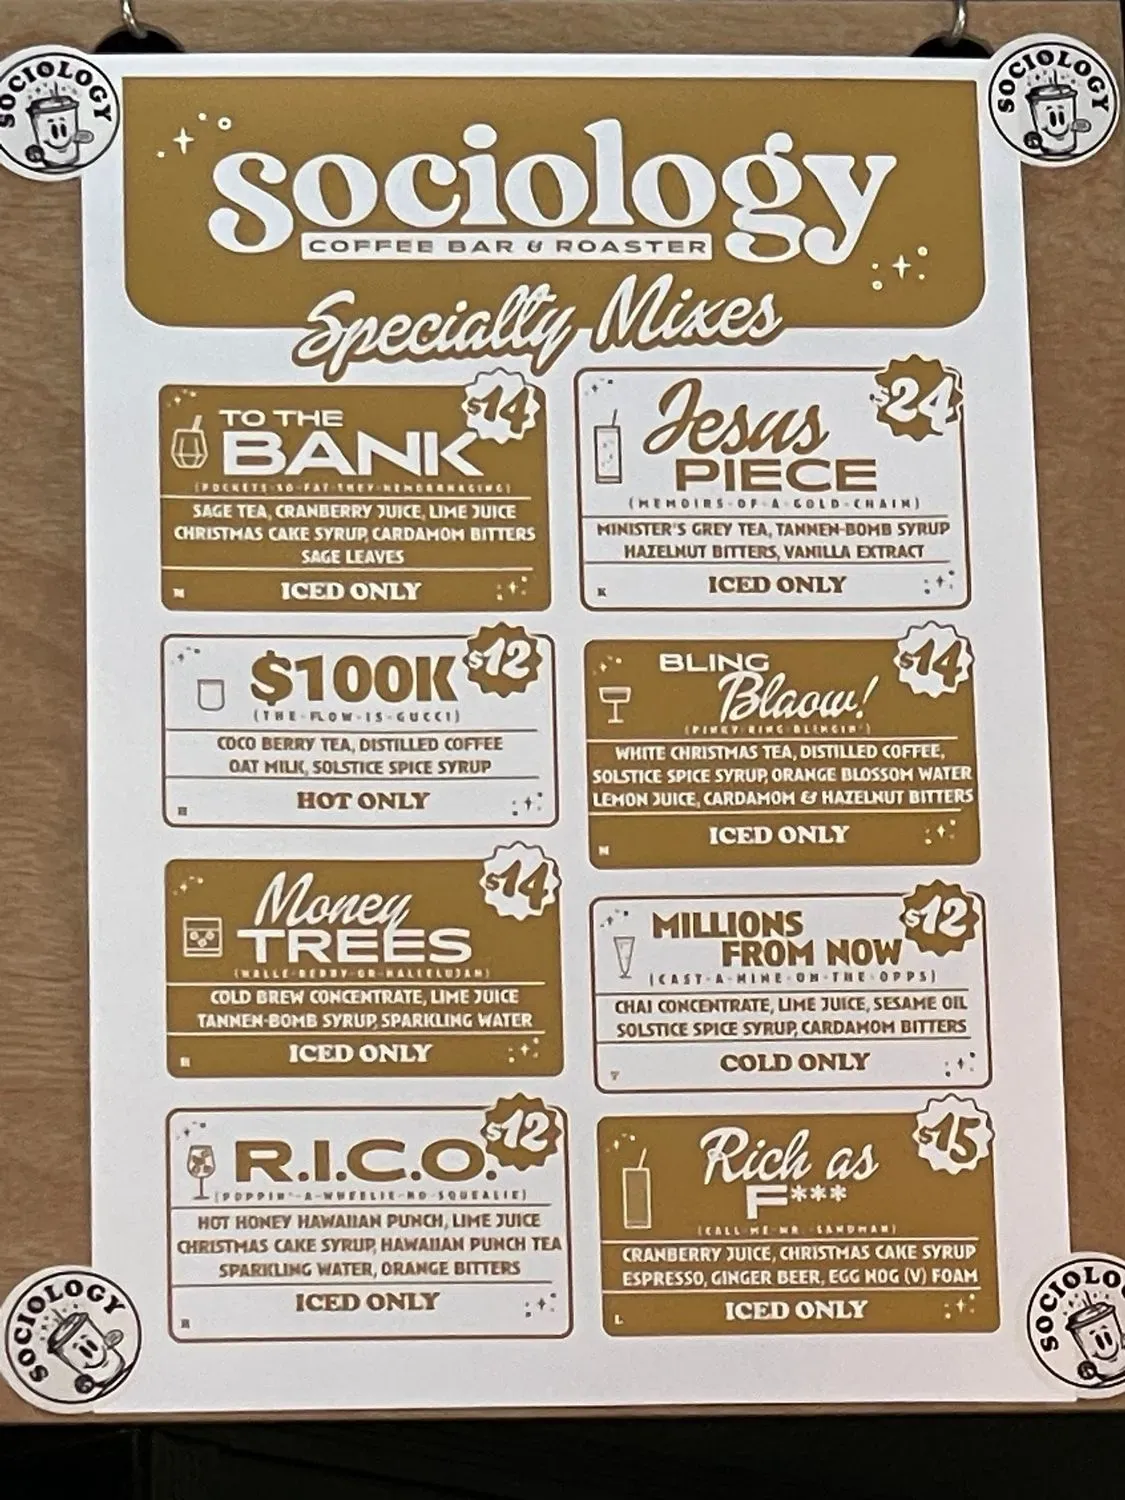 SOCIOLOGY
SOCIOLOGY
sociology
COFFEE BAR & ROASTER
Specialty Mixes
$14
TO THE
BANK
(POCKETS-SO-FAT-THEY-HEMORRHAGING)
SAGE TEA, CRANBERRY JUICE, LIME JUICE
CHRISTMAS CAKE SYRUP, CARDAMOM BITTERS
SAGE LEAVES
ICED ONLY
$24
Jesus
PIECE
(MEMOIRS-OF-A-GOLD-CHAIN)
MINISTER'S GREY TEA, TANNEN-BOMB SYRUP
HAZELNUT BITTERS, VANILLA EXTRACT
K
ICED ONLY
$12
$100K
(THE-FLOW-IS-GUCCI)
COCO BERRY TEA, DISTILLED COFFEE
OAT MILK, SOLSTICE SPICE SYRUP
HOT ONLY
$14
BLING
Blaow!
(PINKY-RING-BLINGIN')
WHITE CHRISTMAS TEA, DISTILLED COFFEE,
SOLSTICE SPICE SYRUP, ORANGE BLOSSOM WATER
LEMON JUICE, CARDAMOM & HAZELNUT BITTERS
ICED ONLY
$14
Money
TREES
(HALLE-BERRY-OR-HALLELUJAH)
COLD BREW CONCENTRATE, LIME JUICE
TANNEN-BOMB SYRUP, SPARKLING WATER
ICED ONLY
$12
MILLIONS
FROM NOW
(CAST-A-MINE-ON-THE-OPPS)
CHAI CONCENTRATE, LIME JUICE, SESAME OIL
SOLSTICE SPICE SYRUP, CARDAMOM BITTERS
COLD ONLY
$12
R.I.C.O.
(POPPIN'-A-WHEELIE-NO-SQUEALIE)
HOT HONEY HAWAIIAN PUNCH, LIME JUICE
CHRISTMAS CAKE SYRUP, HAWAIIAN PUNCH TEA
SPARKLING WATER, ORANGE BITTERS
ICED ONLY
$15
Rich as
F***
(CALL-ME-MR.-SANDMAN)
CRANBERRY JUICE, CHRISTMAS CAKE SYRUP
ESPRESSO, GINGER BEER, EGG NOG (V) FOAM
L
ICED ONLY
SOCIOLOGY
SOCIOLO